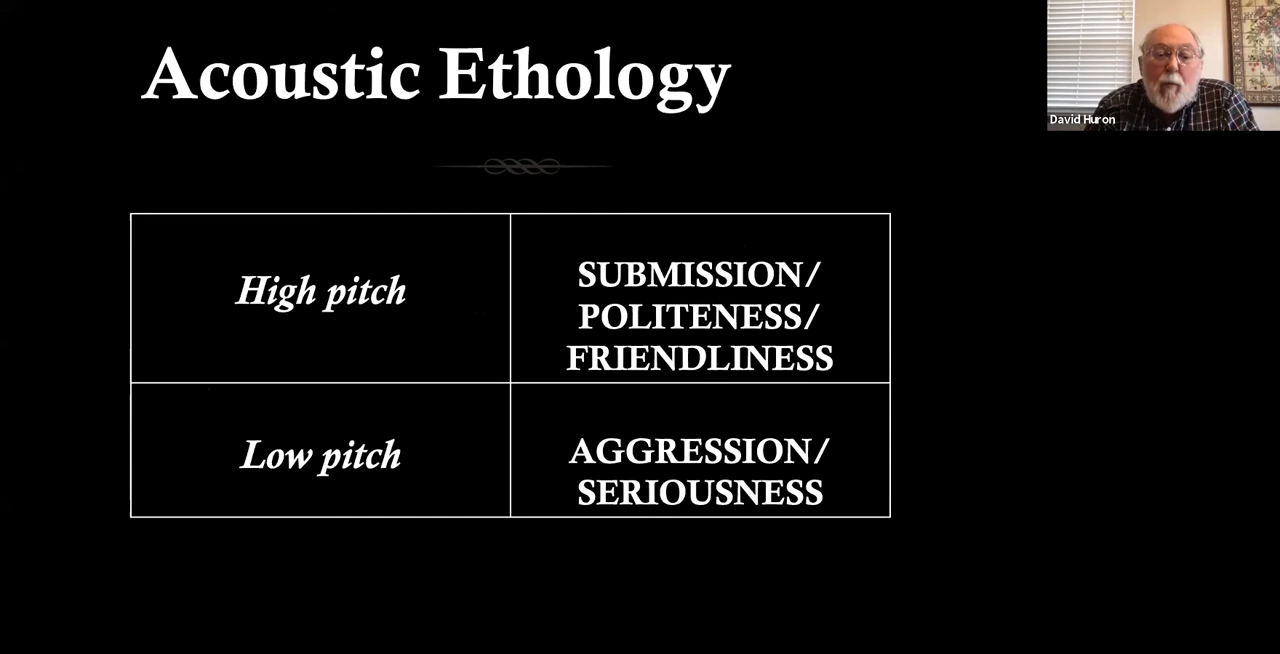 Acoustic Ethology
David Huron
High pitch
SUBMISSION/
POLITENESS/
FRIENDLINESS
Low pitch
AGGRESSION/
SERIOUSNESS